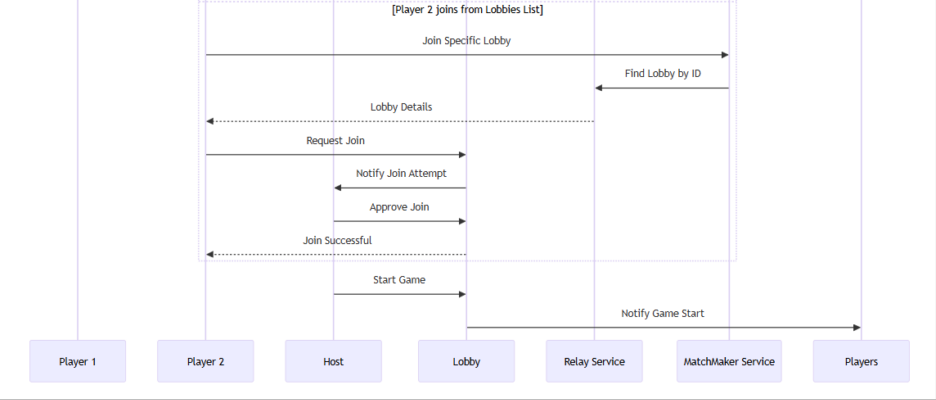 [Player 2 joins from Lobbies List]
Join Specific Lobby
Find Lobby by ID
Lobby Details
Request Join
Notify Join Attempt
Approve Join
Join Successful
Start Game
Notify Game Start
Player 1
Player 2
Host
Lobby
Relay Service
MatchMaker Service
Players